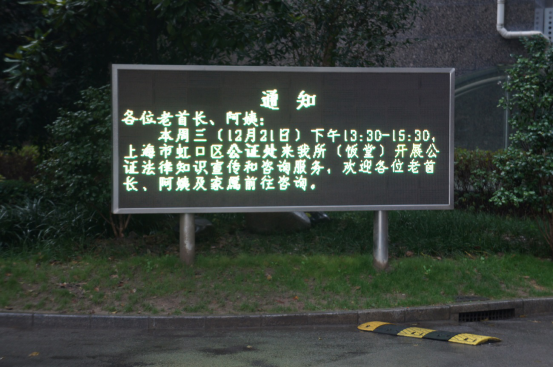 通知
各位老首长、阿姨：
本周三（12月21日）下午13:30-15:30，
上海市虹口区公证处来我所（饭堂）开展公
证法律知识宣传和咨询服务，欢迎各位老首
长、阿姨及家属前往咨询。